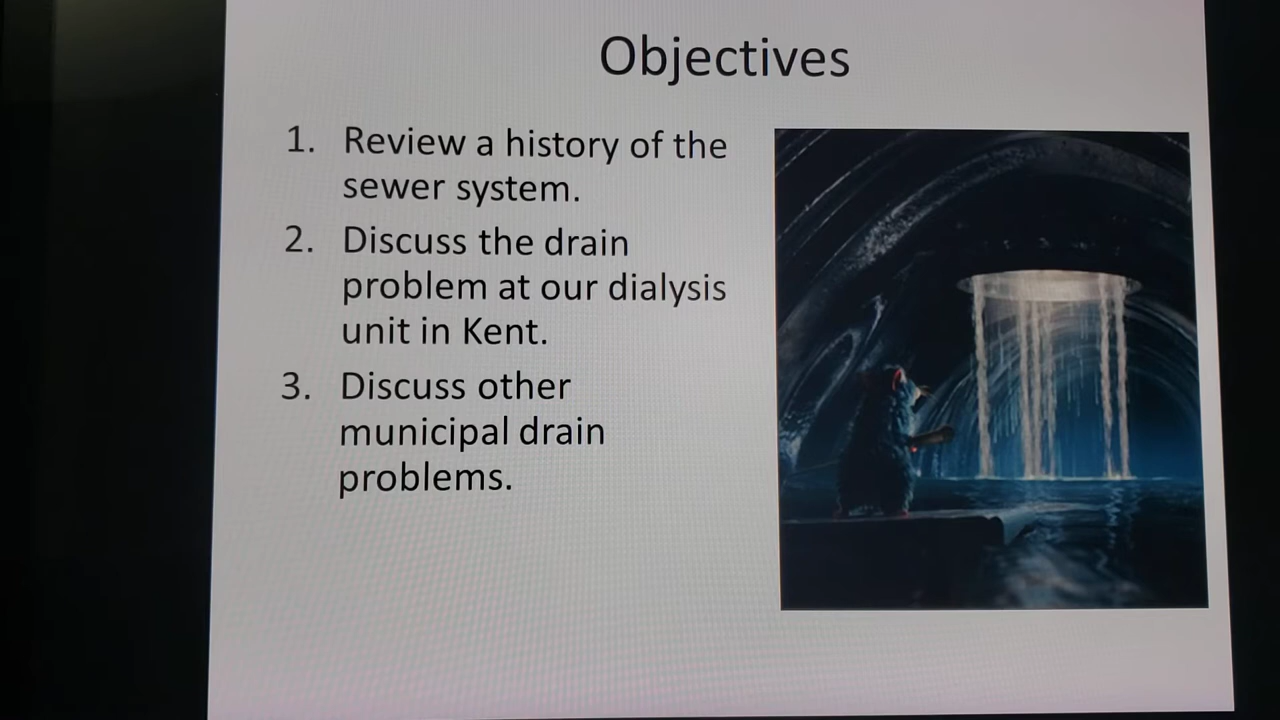 Objectives
1. Review a history of the
sewer system.
2. Discuss the drain
problem at our dialysis
unit in Kent.
3. Discuss other
municipal drain
problems.